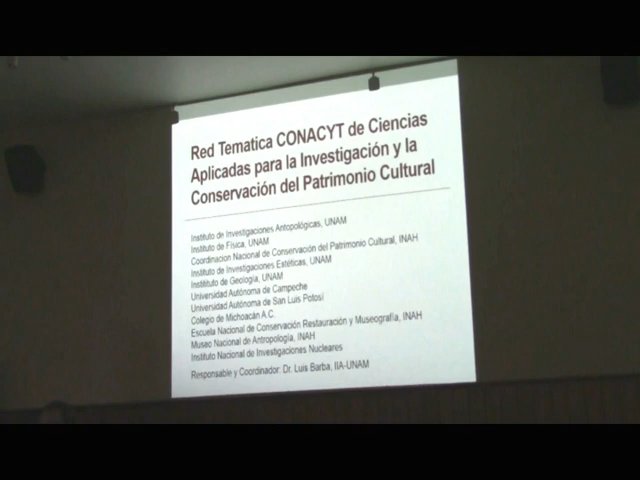 Red Tematica CONACYT de Ciencias
Aplicadas para la Investigación y la
Conservación del Patrimonio Cultural
Instituto de Investigaciones Antopológicas, UNAM
Instituto de Física, UNAM
Coordinacion Nacional de Conservación del Patrimonio Cultural, INAH
Instituto de Investigaciones Estéticas, UNAM
Instituto de Geología, UNAM
Universidad Autónoma de Campeche
Universidad Autónoma de San Luis Potosí
Colegio de Michoacán A.C.
Escuela Nacional de Conservación Restauración y Museografía, INAH
Museo Nacional de Antropología, INAH
Instituto Nacional de Investigaciones Nucleares
Responsable y Coordinador: Dr. Luis Barba, IIA-UNAM